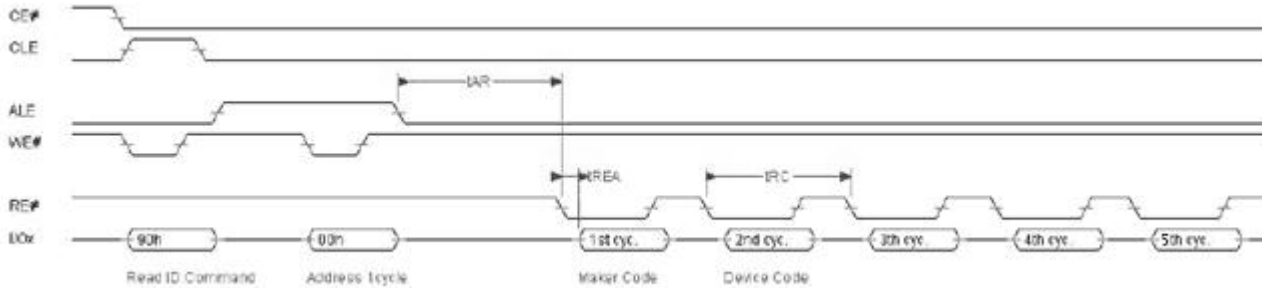 CE#
CLE
tAR
ALE
WE#
tREA
tRC
RE#
I/Ox
90h
00h
1st cyc.
2nd cyc.
3th cyc.
4th cyc.
5th cyc.
Read ID Command
Address 1cycle
Maker Code
Device Code